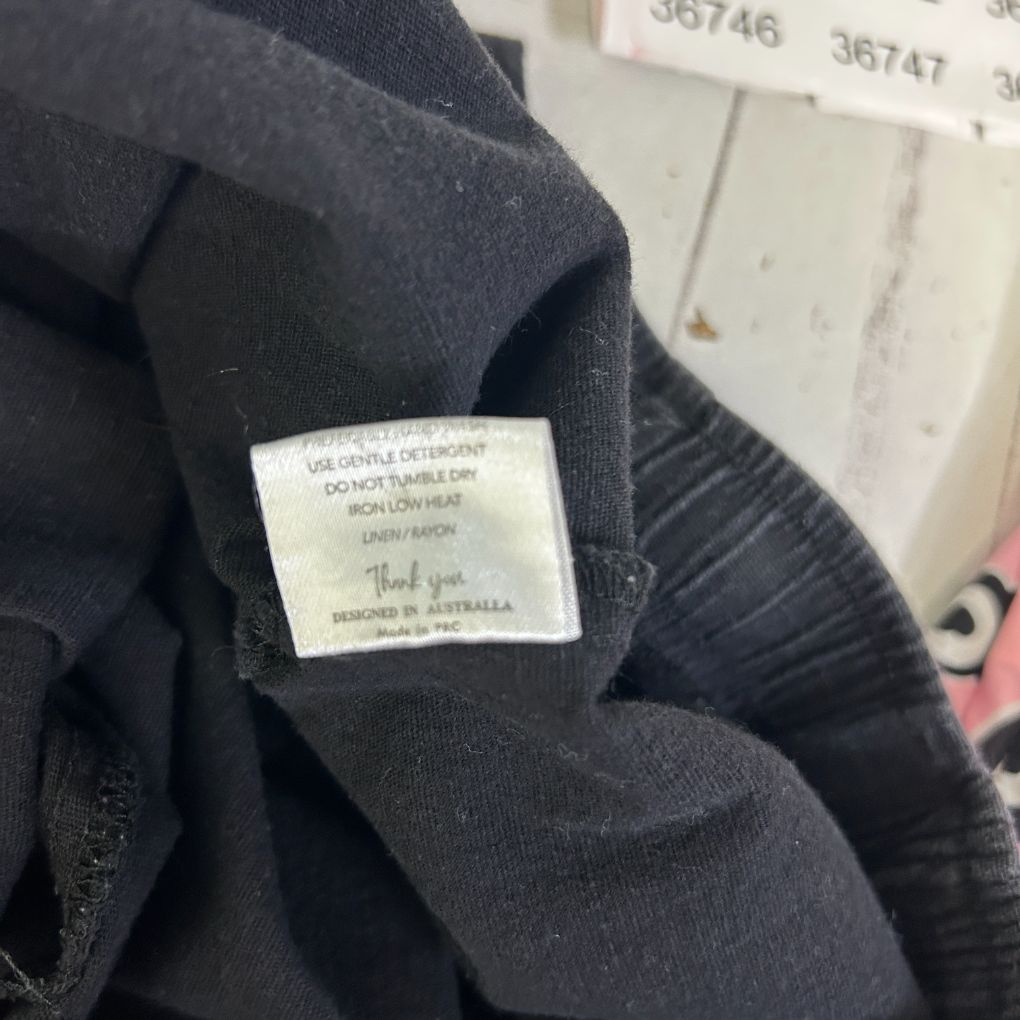 36746
36747
USE GENTLE DETERGENT
DO NOT TUMBLE DRY
IRON LOW HEAT
LINEN / RAYON
Thank you
DESIGNED IN AUSTRALIA
Made in PRC